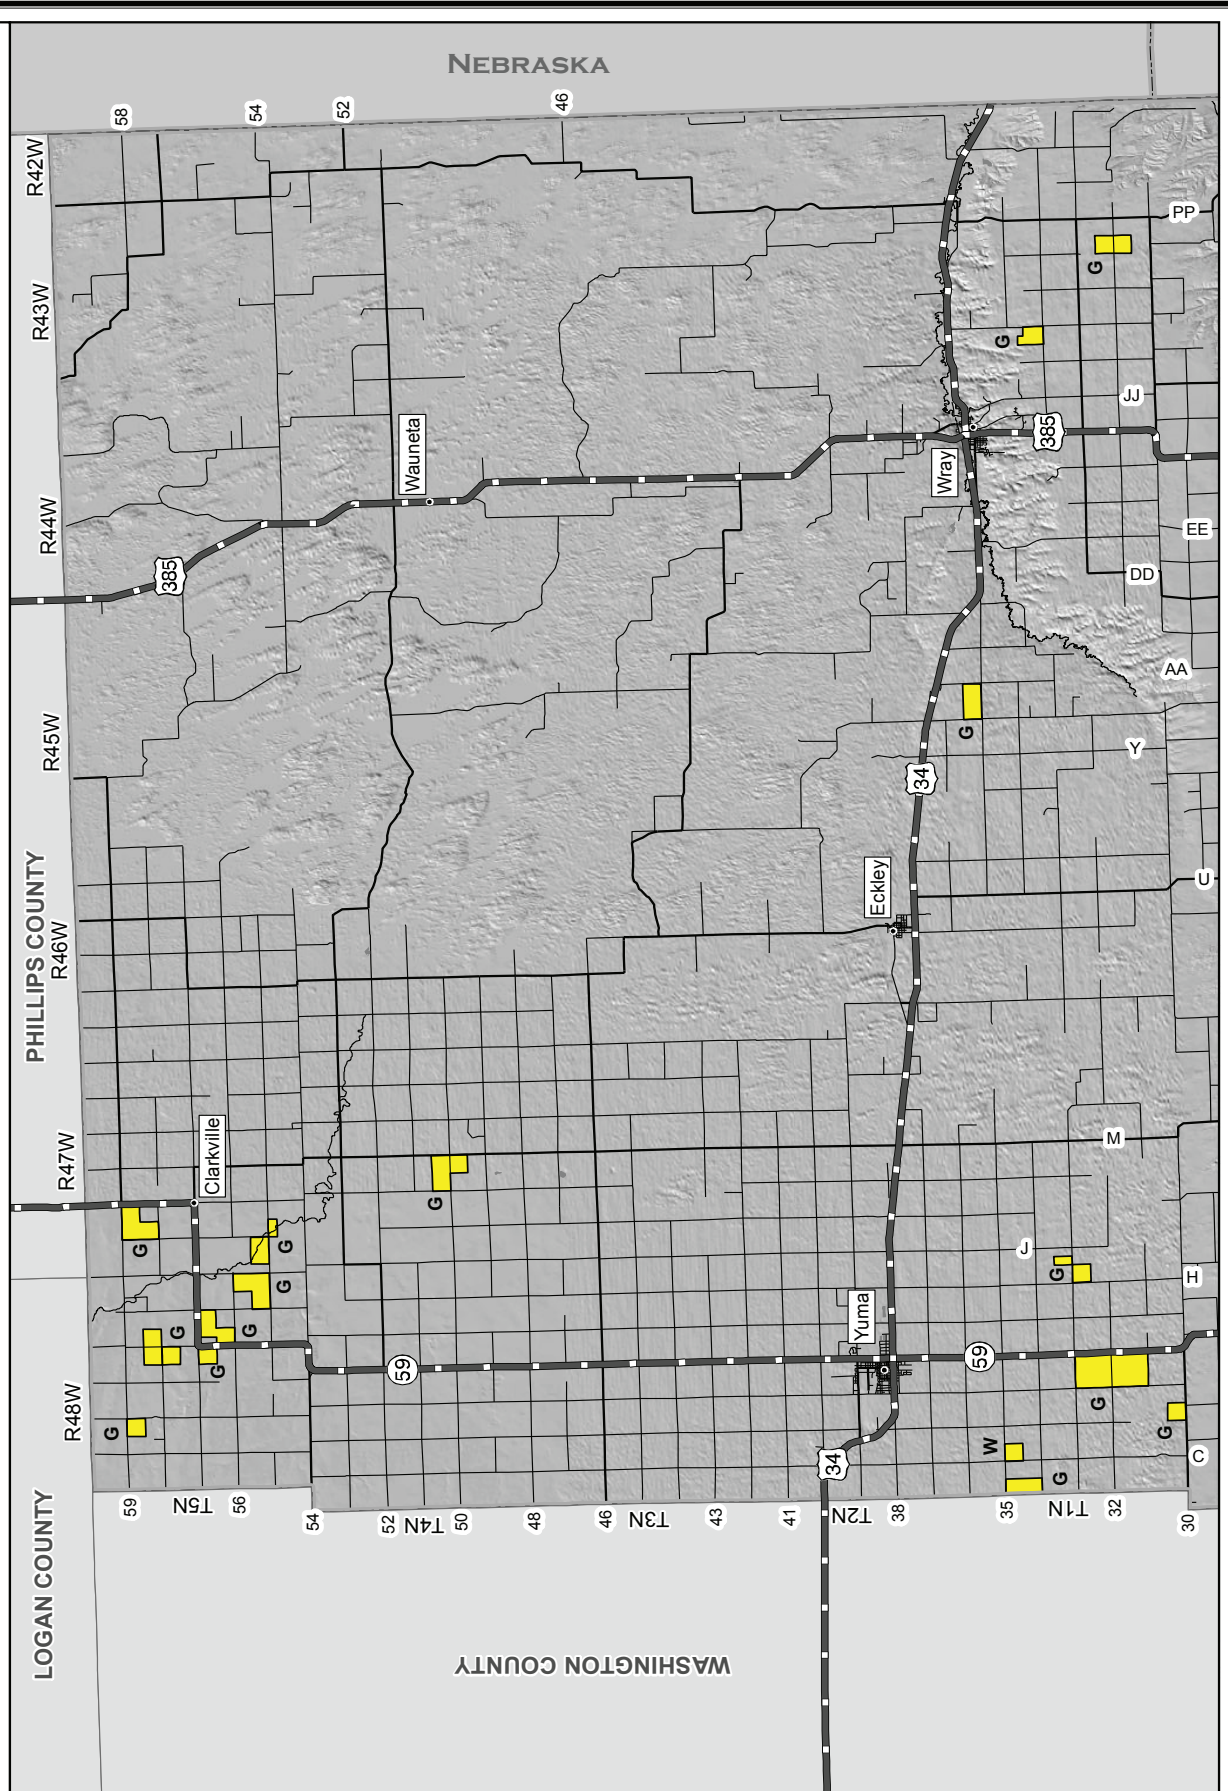 NEBRASKA
58
54
52
46
R42W
R43W
R44W
R45W
R46W
R47W
R48W
PHILLIPS COUNTY
LOGAN COUNTY
WASHINGTON COUNTY
PP
G
G
JJ
385
Wauneta
Wray
385
EE
DD
AA
G
Y
34
Eckley
U
Clarkville
M
G
G
G
G
J
G
H
G
G
G
Yuma
59
59
G
G
G
W
G
34
C
59
T5N
56
54
52
T4N
50
48
46
T3N
43
41
T2N
38
35
T1N
32
30